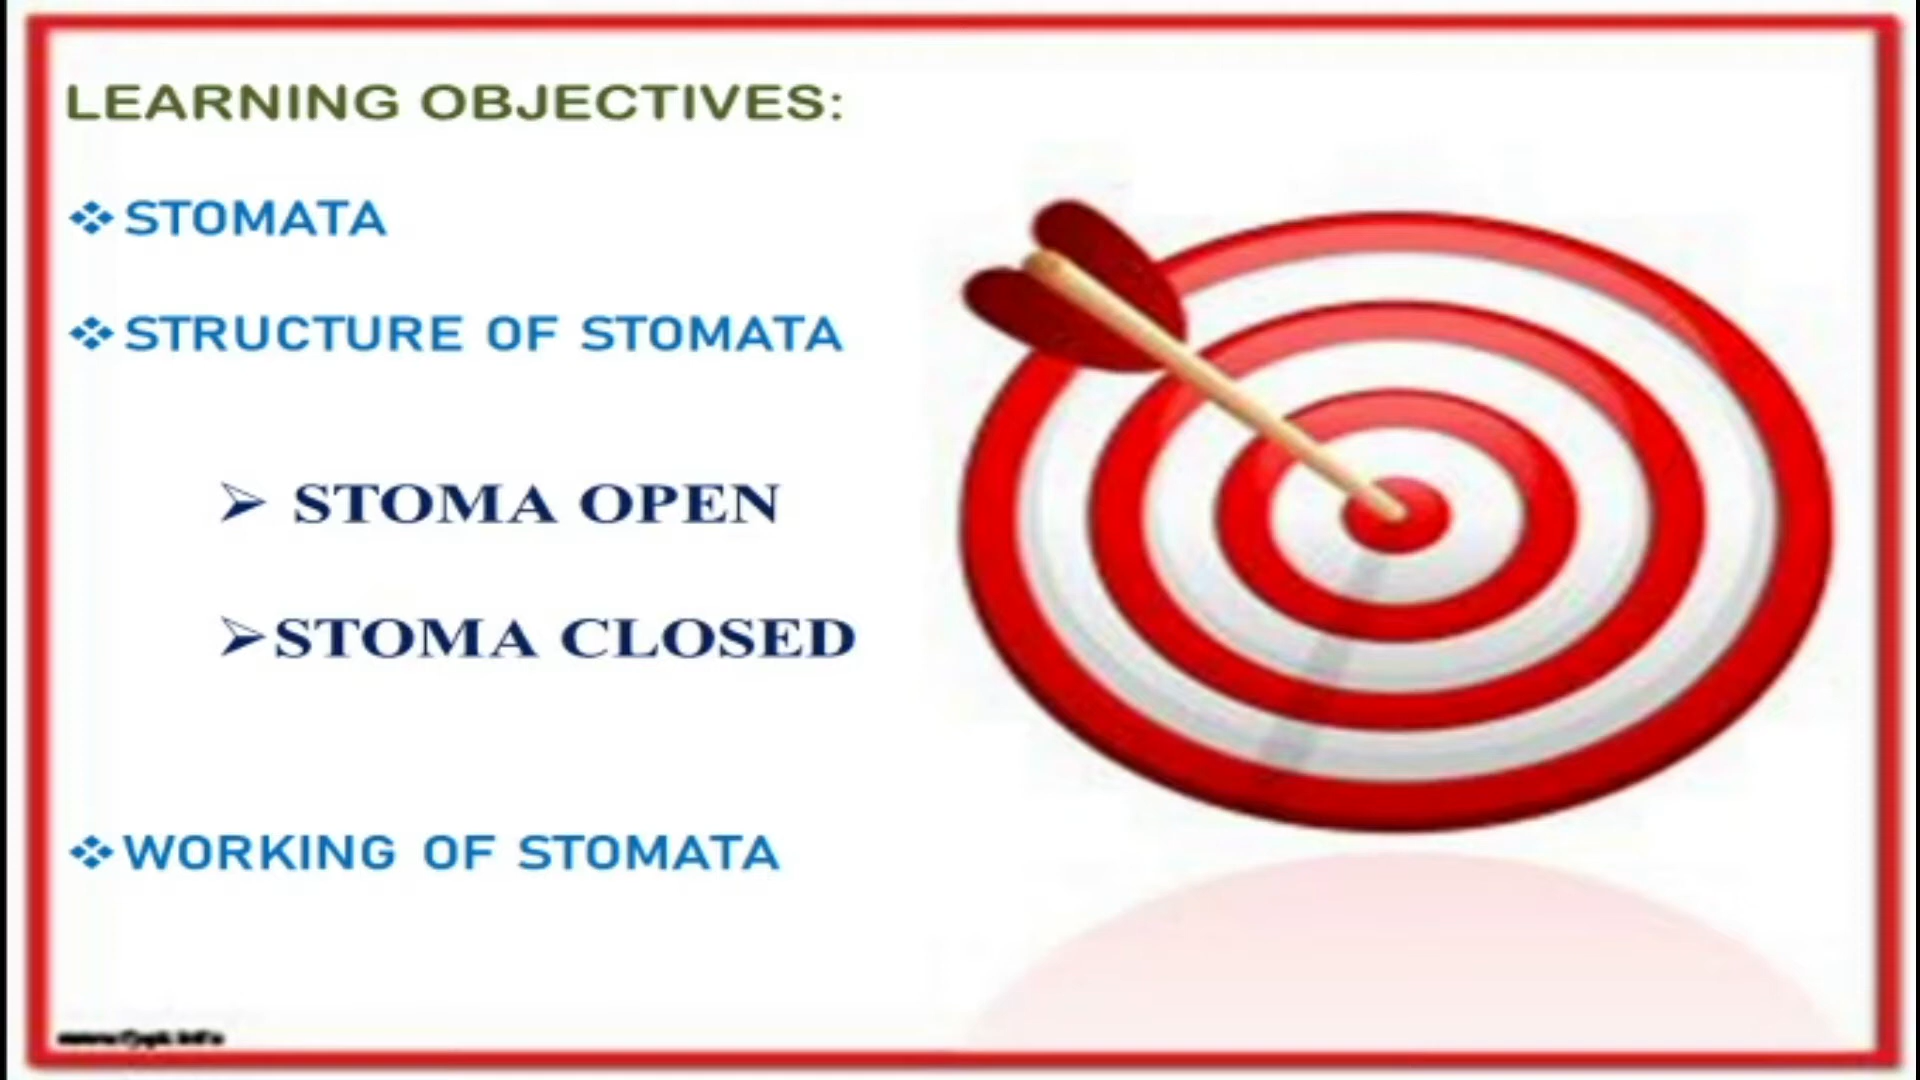 LEARNING OBJECTIVES:
STOMATA
STRUCTURE OF STOMATA
STOMA OPEN
STOMA CLOSED
WORKING OF STOMATA